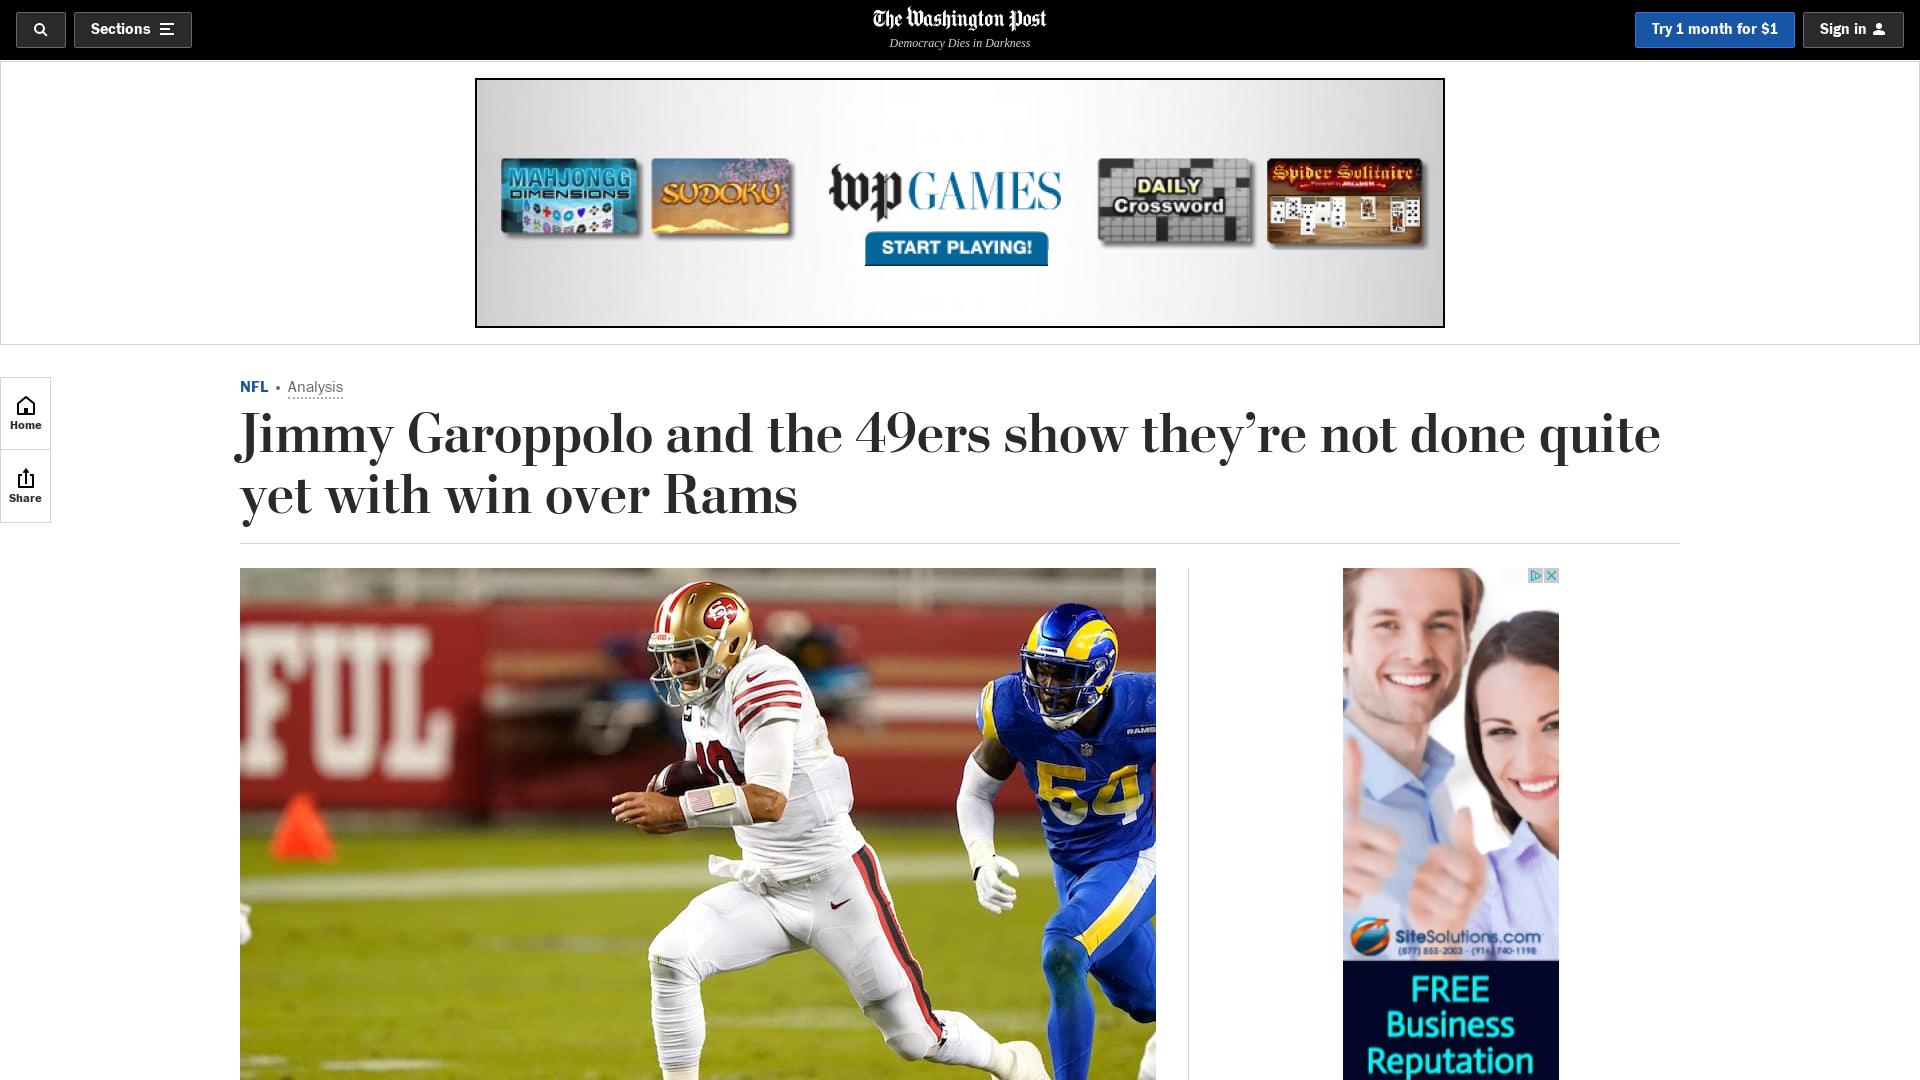 Sections
The Washington Post
Democracy Dies in Darkness
Try 1 month for $1
Sign in
MAHJONGG
DIMENSIONS
SUDOKU
wp GAMES
START PLAYING!
DAILY
Crossword
Spider Solitaire
Home
Share
NFL • Analysis
Jimmy Garoppolo and the 49ers show they’re not done quite
yet with win over Rams
FUL
RAMS
54
SiteSolutions.com
(877) 855-2003 - (916) 740-1198
FREE
Business
Reputation